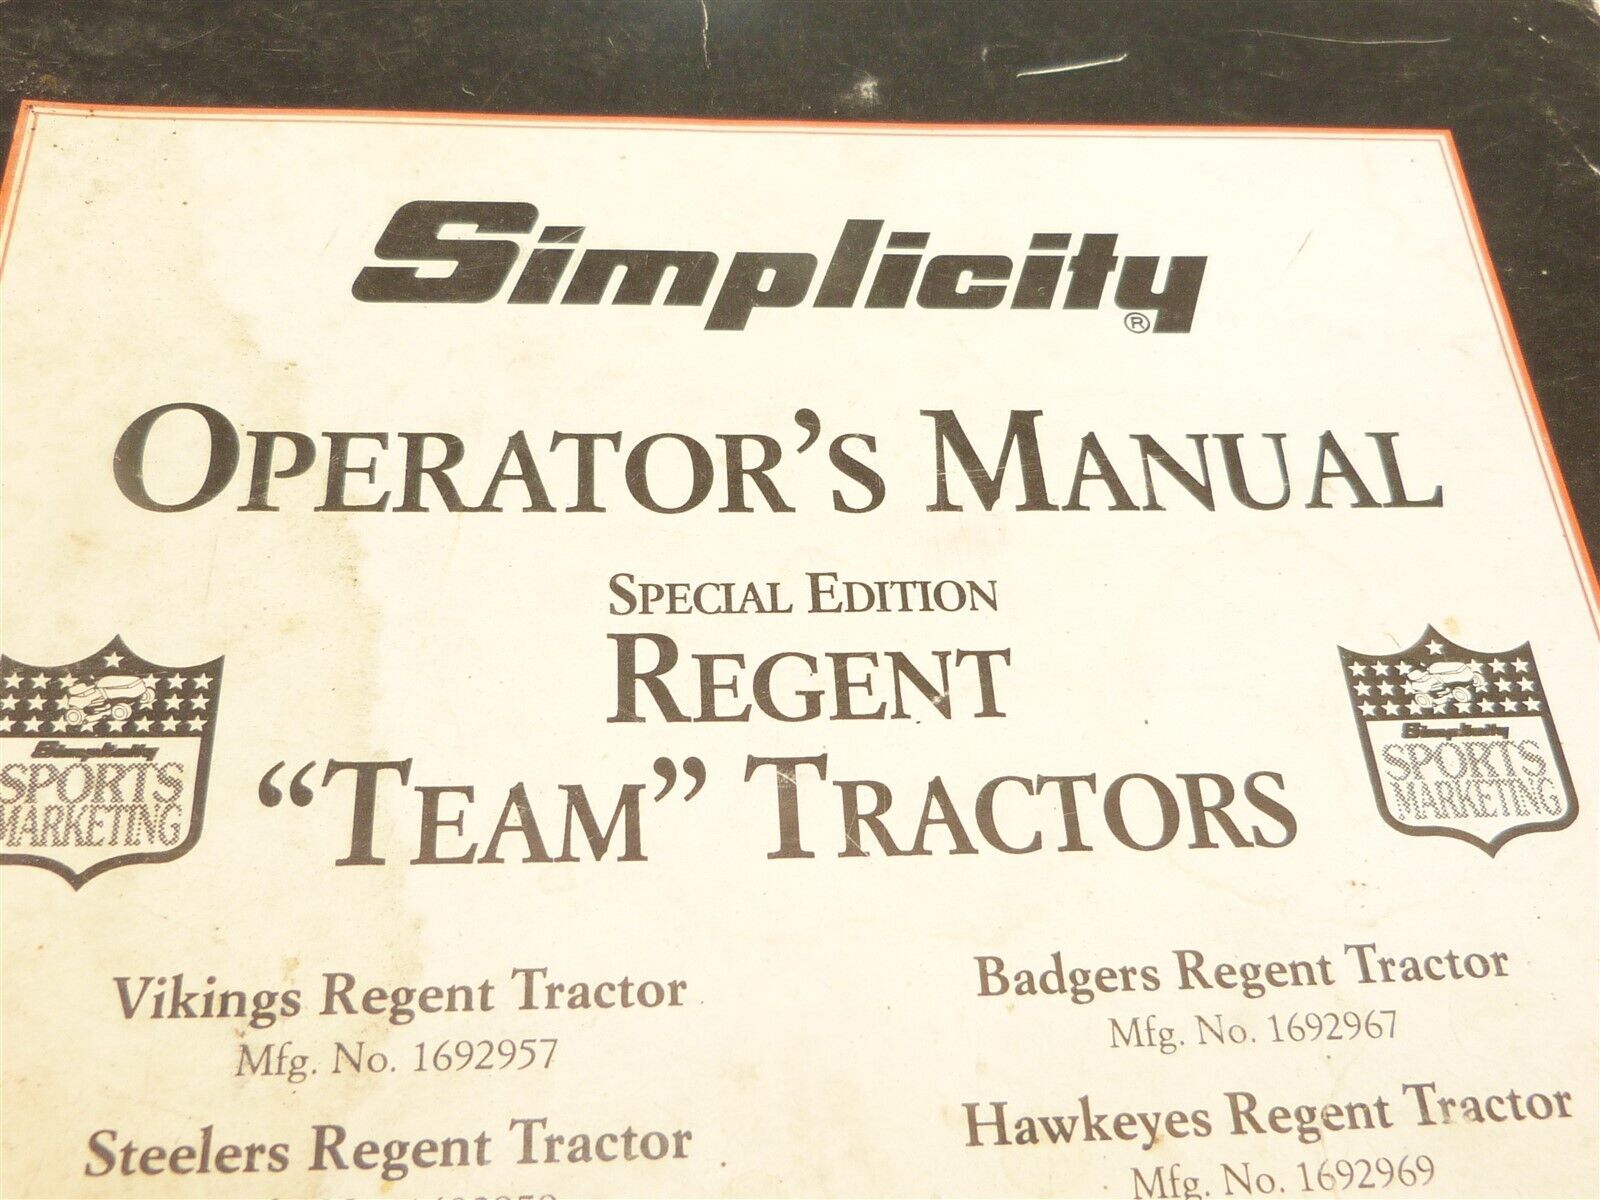 Simplicity®
OPERATOR'S MANUAL
SPECIAL EDITION
REGENT
"TEAM" TRACTORS
Simplicity
SPORTS
MARKETING
Simplicity
SPORTS
MARKETING
Vikings Regent Tractor
Mfg. No. 1692957
Badgers Regent Tractor
Mfg. No. 1692967
Steelers Regent Tractor
Hawkeyes Regent Tractor
Mfg. No. 1692969